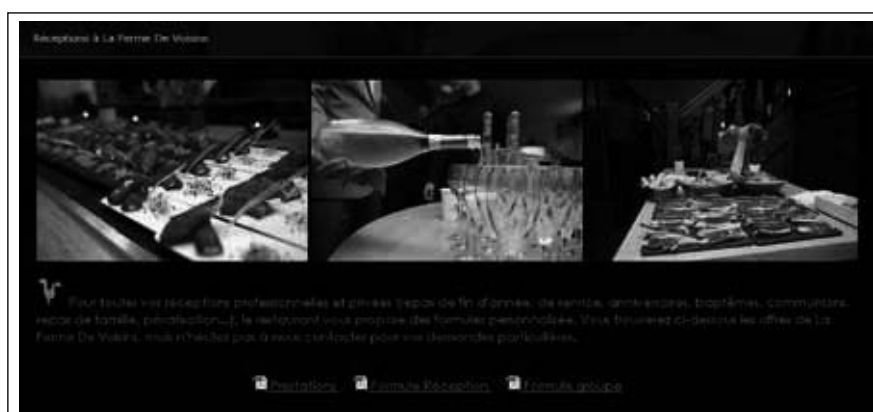 Réceptions à La Ferme De Voisins
Pour toutes vos réceptions professionnelles et privées (repas de fin d'année, de service, anniversaires, baptêmes, communions,
repas de famille, privatisation...), le restaurant vous propose des formules personnalisée. Vous trouverez ci-dessous les offres de La
Ferme De Voisins, mais n'hésitez pas à nous contacter pour vos demandes particulières.
Prestations Formule Réception Formule groupe